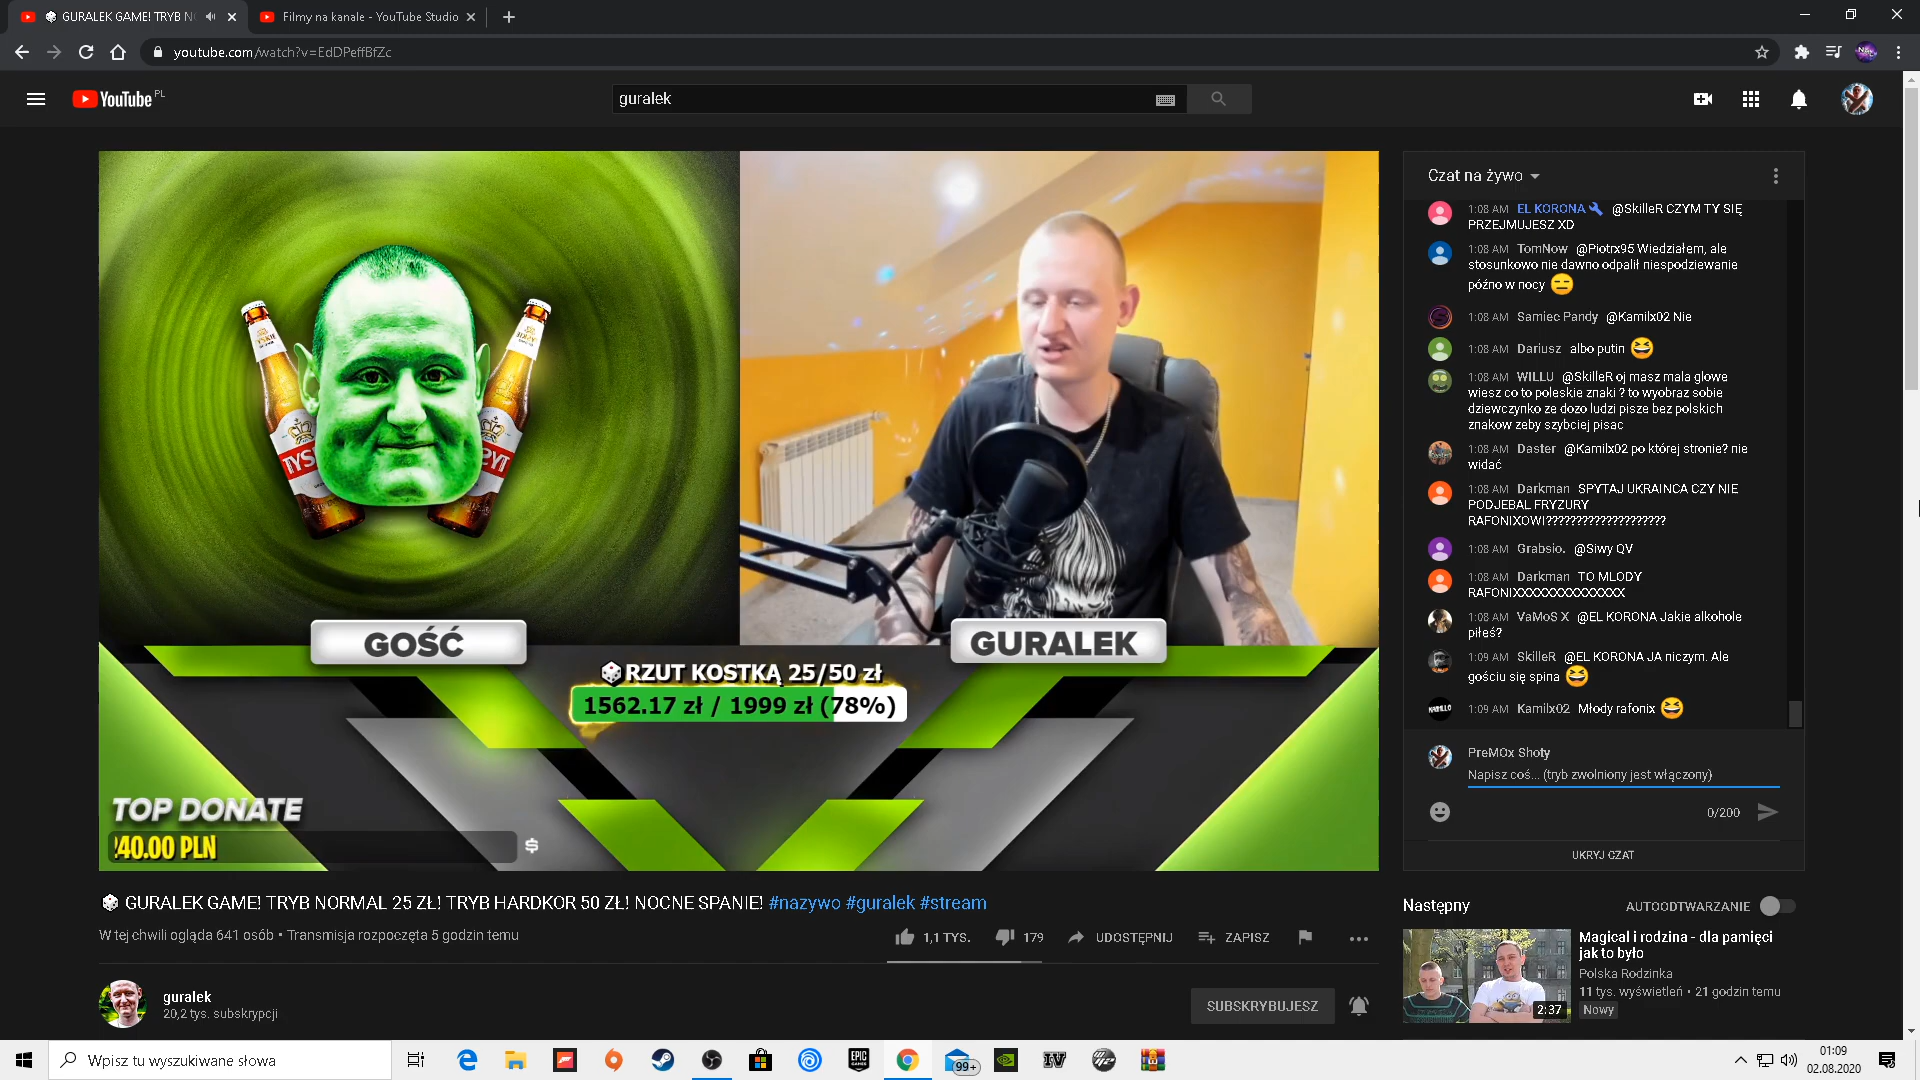 GURALEK GAME! TRYB N
Filmy na kanale - YouTube Studio
youtube.com/watch?v=EdDPeffBfZc
YouTube PL
guralek
GOŚĆ
GURALEK
RZUT KOSTKĄ 25/50 zł
1562.17 zł / 1999 zł (78%)
TOP DONATE
240.00 PLN
$
GURALEK GAME! TRYB NORMAL 25 ZŁ! TRYB HARDKOR 50 ZŁ! NOCNE SPANIE! #nazywo #guralek #stream
W tej chwili ogląda 641 osób • Transmisja rozpoczęta 5 godzin temu
1,1 TYS.
179
UDOSTĘPNIJ
ZAPISZ
guralek
20,2 tys. subskrypcji
SUBSKRYBUJESZ
Czat na żywo
1:08 AM EL KORONA @SkilleR CZYM TY SIĘ
PRZEJMUJESZ XD
1:08 AM TomNow @Piotrx95 Wiedziałem, ale
stosunkowo nie dawno odpalił niespodziewanie
późno w nocy
1:08 AM Samiec Pandy @Kamilx02 Nie
1:08 AM Dariusz albo putin
1:08 AM WILLU @SkilleR oj masz mala glowe
wiesz co to poleskie znaki ? to wyobraz sobie
dziewczynko ze dozo ludzi pisze bez polskich
znakow zeby szybciej pisac
1:08 AM Daster @Kamilx02 po której stronie? nie
widać
1:08 AM Darkman SPYTAJ UKRAINCA CZY NIE
PODJEBAL FRYZURY
RAFONIXOWI????????????????????
1:08 AM Grabsio. @Siwy QV
1:08 AM Darkman TO MLODY
RAFONIXXXXXXXXXXXXXX
1:08 AM VaMoS X @EL KORONA Jakie alkohole
piłeś?
1:09 AM SkilleR @EL KORONA JA niczym. Ale
gościu się spina
1:09 AM Kamilx02 Młody rafonix
PreMOx Shoty
Napisz coś... (tryb zwolniony jest włączony)
0/200
UKRYJ CZAT
Następny
AUTOODTWARZANIE
Magical i rodzina - dla pamięci
jak to było
Polska Rodzinka
11 tys. wyświetleń • 21 godzin temu
Nowy
2:37
Wpisz tu wyszukiwane słowa
EPIC GAMES
99+
IV
01:09
02.08.2020